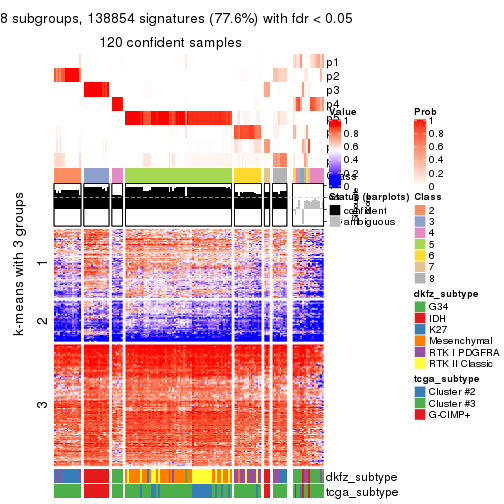 8 subgroups, 138854 signatures (77.6%) with fdr < 0.05
120 confident samples
p1
p2
p3
p4
k-means with 3 groups
1
2
3
Value
1
0.8
0.6
0.4
0.2
0
Status (barplots)
confident
ambiguous
Prob
1
0.8
0.6
0.4
0.2
0
Class
2
3
4
5
6
7
8
dkfz_subtype
G34
IDH
K27
Mesenchymal
RTK I PDGFRA
RTK II Classic
tcga_subtype
Cluster #2
Cluster #3
G-CIMP+
dkfz_subtype
tcga_subtype